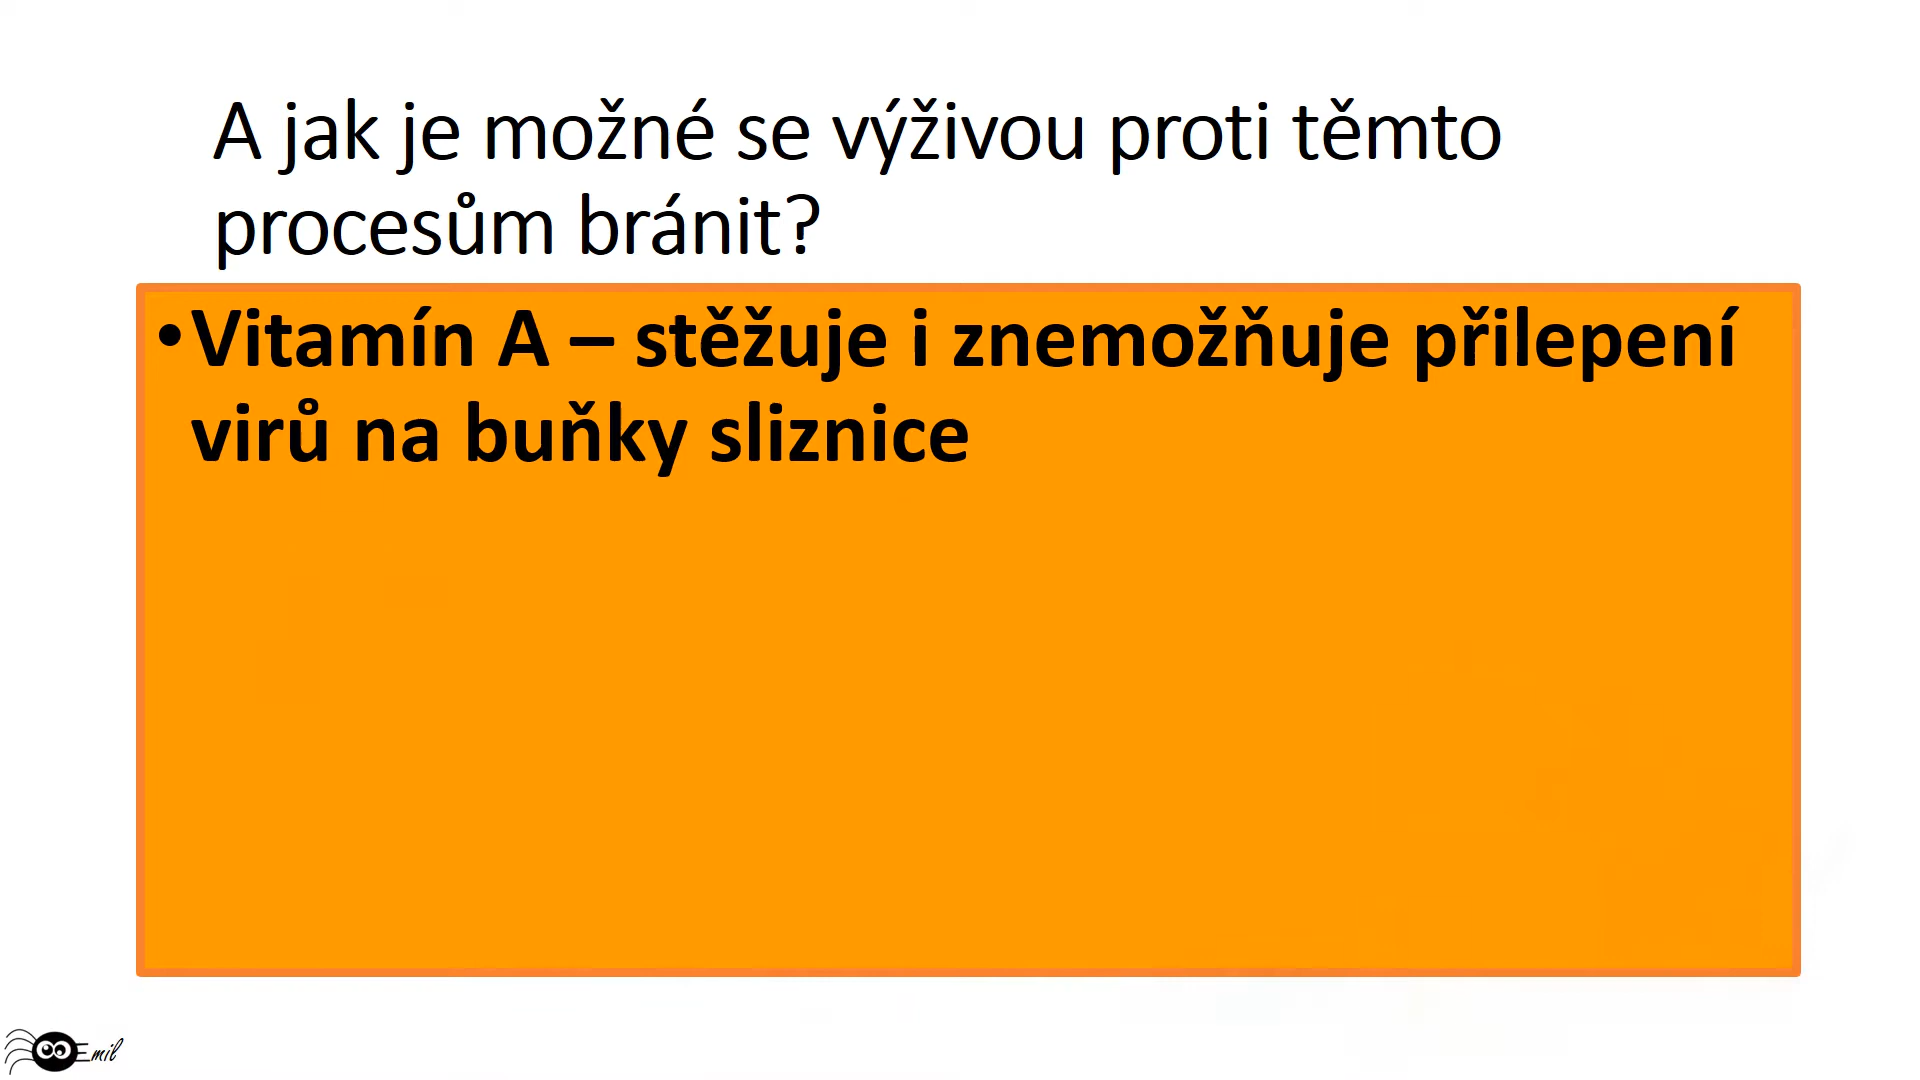 A jak je možné se výživou proti těmto
procesům bránit?
•Vitamín A – stěžuje i znemožňuje přilepení
virů na buňky sliznice
Emil